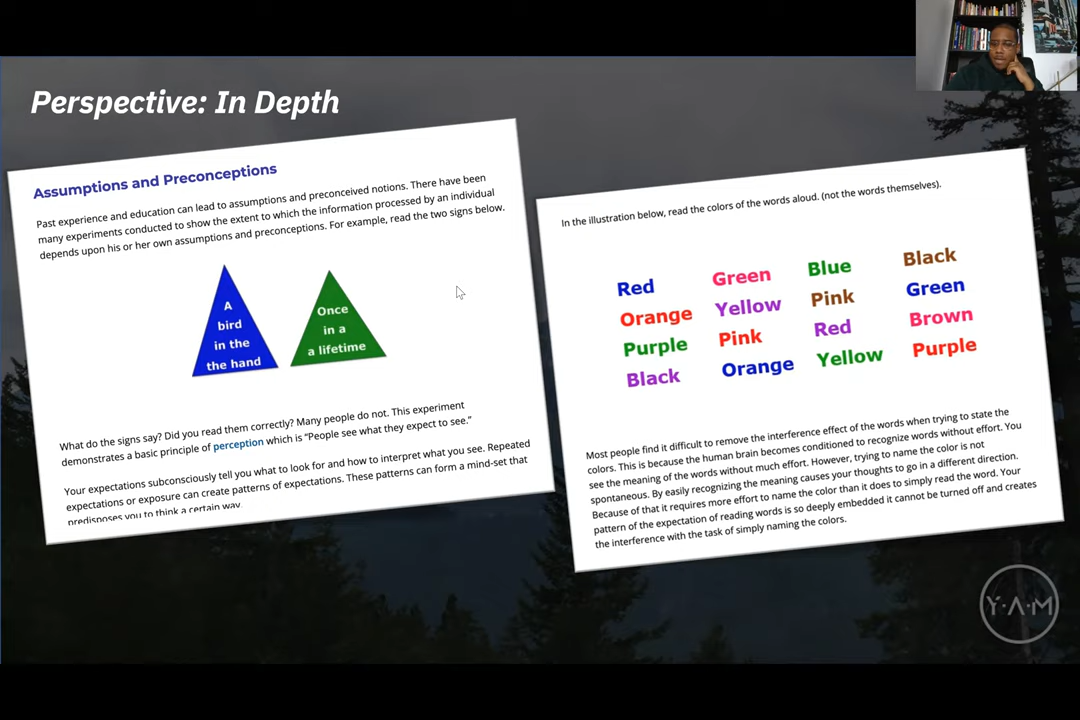 Perspective: In Depth
Assumptions and Preconceptions
Past experience and education can lead to assumptions and preconceived notions. There have been
many experiments conducted to show the extent to which the information processed by an individual
depends upon his or her own assumptions and preconceptions. For example, read the two signs below.
A
bird
in the
the hand
Once
in a
a lifetime
What do the signs say? Did you read them correctly? Many people do not. This experiment
demonstrates a basic principle of perception which is “People see what they expect to see.”
Your expectations subconsciously tell you what to look for and how to interpret what you see. Repeated
expectations or exposure can create patterns of expectations. These patterns can form a mind-set that
predisposes you to think a certain way.
In the illustration below, read the colors of the words aloud. (not the words themselves).
Red Green Blue Black
Orange Yellow Pink Green
Purple Pink Red Brown
Black Orange Yellow Purple
Most people find it difficult to remove the interference effect of the words when trying to state the
colors. This is because the human brain becomes conditioned to recognize words without effort. You
see the meaning of the words without much effort. However, trying to name the color is not
spontaneous. By easily recognizing the meaning causes your thoughts to go in a different direction.
Because of that it requires more effort to name the color than it does to simply read the word. Your
pattern of the expectation of reading words is so deeply embedded it cannot be turned off and creates
the interference with the task of simply naming the colors.
Y·A·M